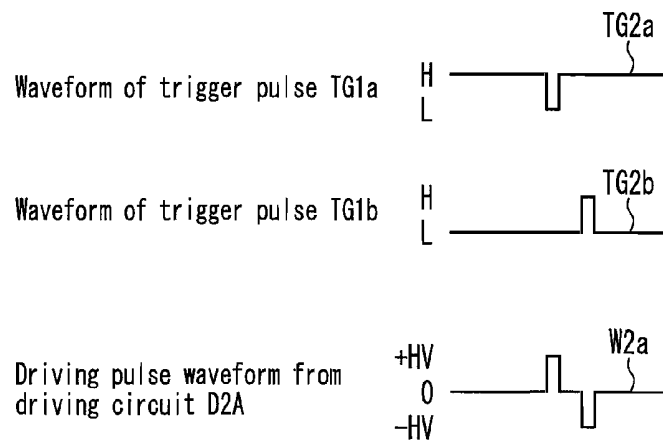 TG2a
Waveform of trigger pulse TG1a
H
L
TG2b
Waveform of trigger pulse TG1b
H
L
W2a
Driving pulse waveform from
driving circuit D2A
+HV
0
-HV